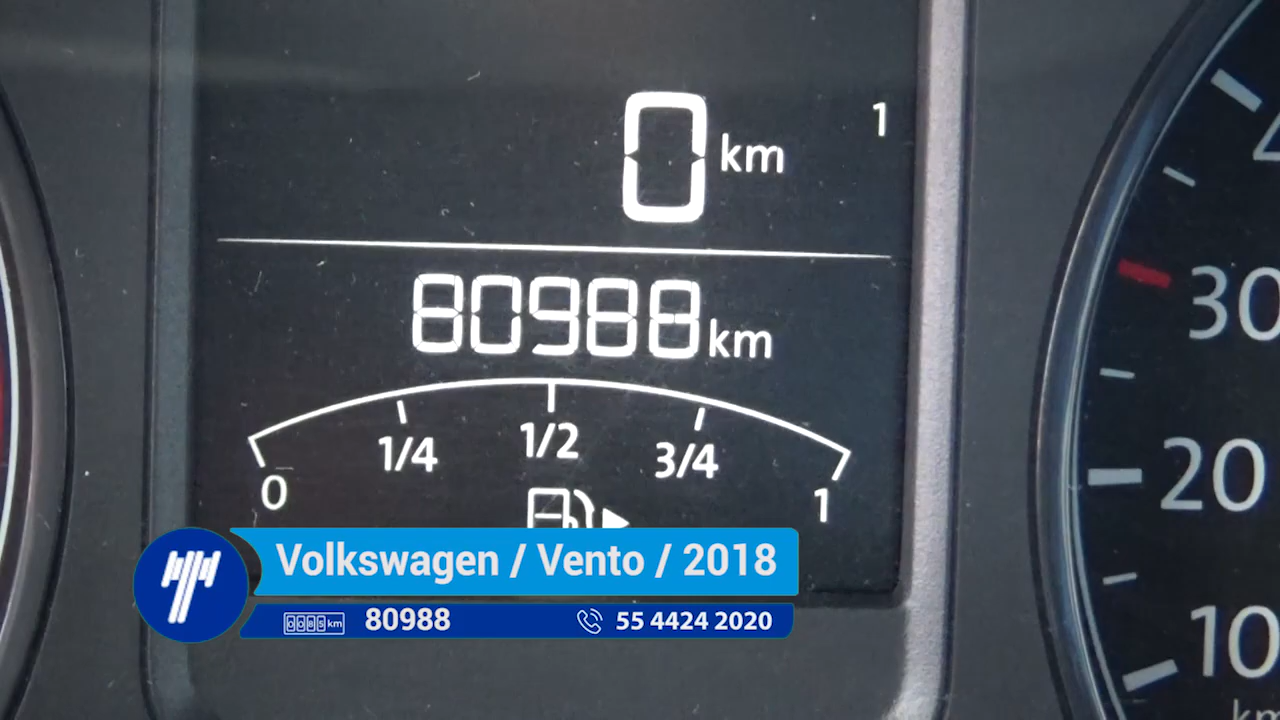 0 km 1
80988 km
0 1/4 1/2 3/4 1
30
20
10
km
Volkswagen / Vento / 2018
80988 55 4424 2020